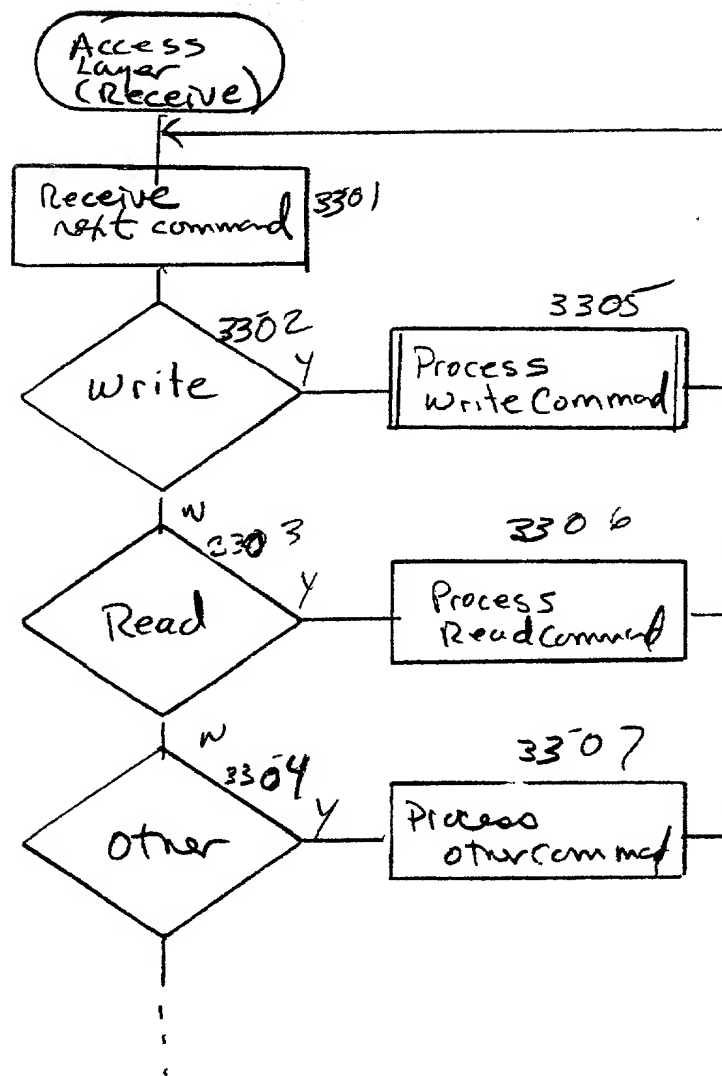 Access
Layer
(Receive)
Receive
next command
3301
3302
Write
Y
3305
Process
Write Command
N
3303
Read
Y
3306
Process
Read Command
N
3304
Other
Y
3307
Process
other Command